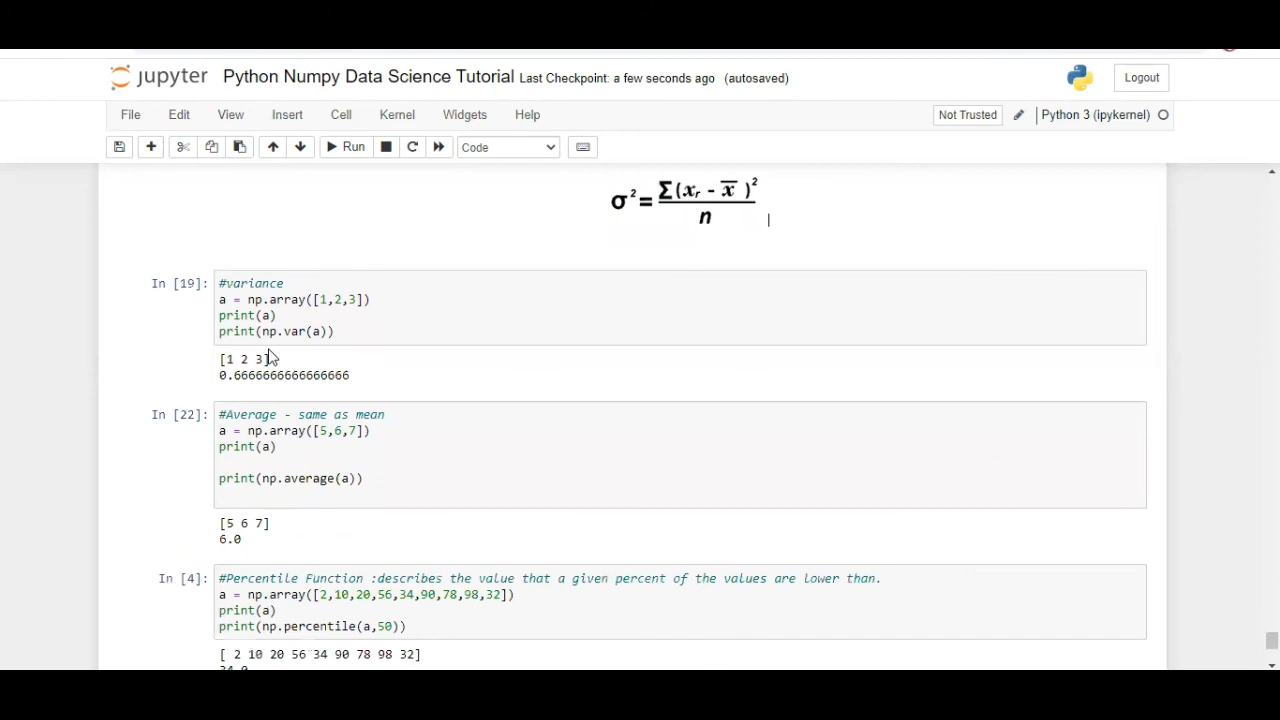 jupyter Python Numpy Data Science Tutorial Last Checkpoint: a few seconds ago (autosaved) Logout
File Edit View Insert Cell Kernel Widgets Help Not Trusted Python 3 (ipykernel)
Run Code
σ² = Σ(xᵣ - x̅)²
n
In [19]: #variance
a = np.array([1,2,3])
print(a)
print(np.var(a))
[1 2 3]
0.6666666666666666
In [22]: #Average - same as mean
a = np.array([5,6,7])
print(a)
print(np.average(a))
[5 6 7]
6.0
In [4]: #Percentile Function :describes the value that a given percent of the values are lower than.
a = np.array([2,10,20,56,34,90,78,98,32])
print(a)
print(np.percentile(a,50))
[ 2 10 20 56 34 90 78 98 32]
34.0